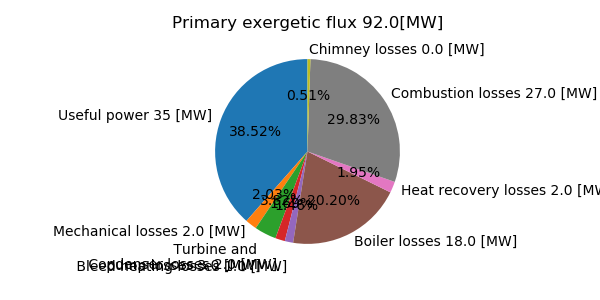 Primary exergetic flux 92.0[MW]
Chimney losses 0.0 [MW]
0.51%
Combustion losses 27.0 [MW]
29.83%
Useful power 35 [MW]
38.52%
1.95%
Heat recovery losses 2.0 [MW
2.03%
20.20%
Mechanical losses 2.0 [MW]
Boiler losses 18.0 [MW]
Turbine and